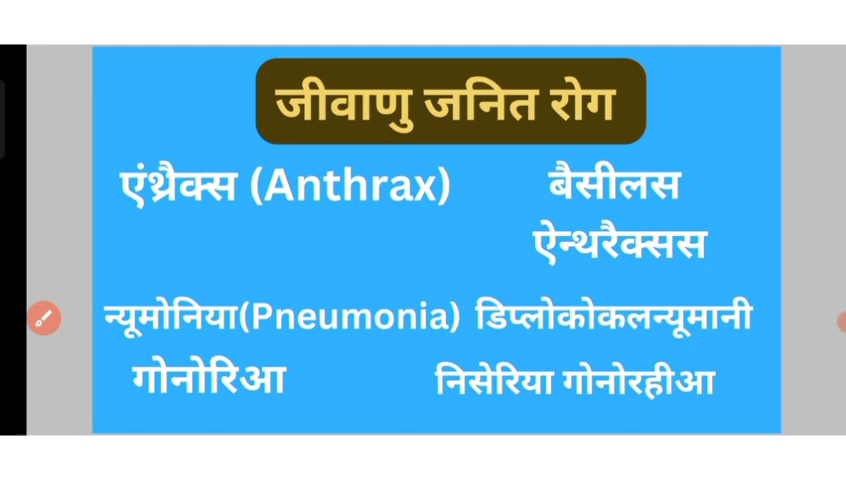 जीवाणु जनित रोग
एंथ्रैक्स (Anthrax) बैसीलस
ऐन्थरैक्सस
न्यूमोनिया(Pneumonia) डिप्लोकोकलन्यूमानी
गोनोरिआ निसेरिया गोनोरहीआ